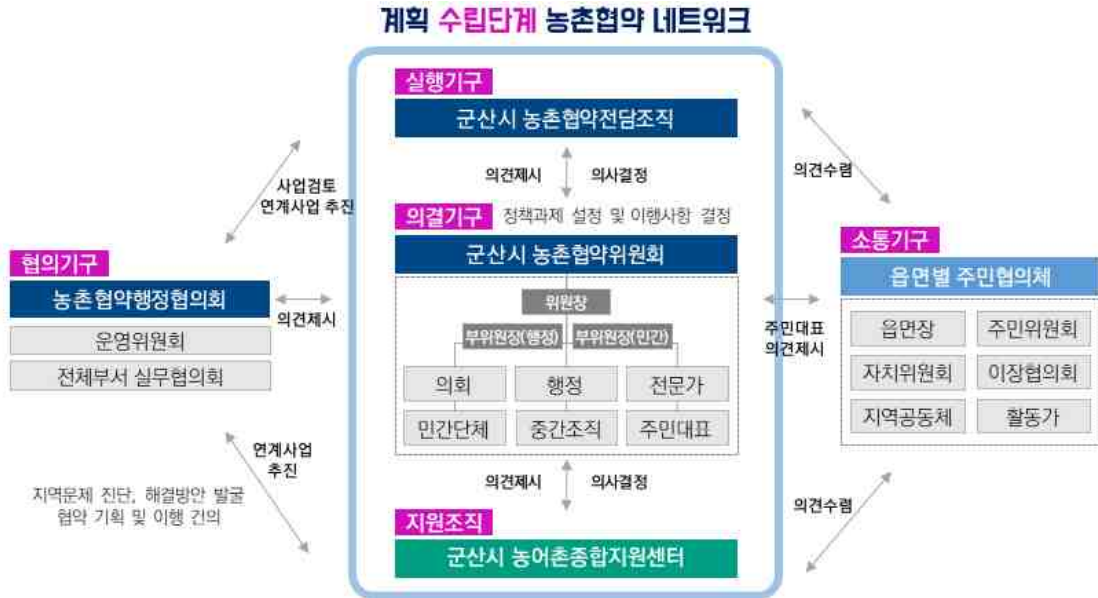 계획 수립단계 농촌협약 네트워크
실행기구
군산시 농촌협약전담조직
의견제시 의사결정
사업검토
연계사업 추진
의견수렴
의결기구 정책과제 설정 및 이행사항 결정
군산시 농촌협약위원회
위원장
부위원장(행정) 부위원장(민간)
의회 행정 전문가
민간단체 중간조직 주민대표
협의기구
농촌협약행정협의회
운영위원회
전체부서 실무협의회
의견제시
주민대표
의견제시
소통기구
읍면별 주민협의체
읍면장 주민위원회
자치위원회 이장협의회
지역공동체 활동가
연계사업
추진
지역문제 진단, 해결방안 발굴
협약 기획 및 이행 건의
의견제시 의사결정
의견수렴
지원조직
군산시 농어촌종합지원센터